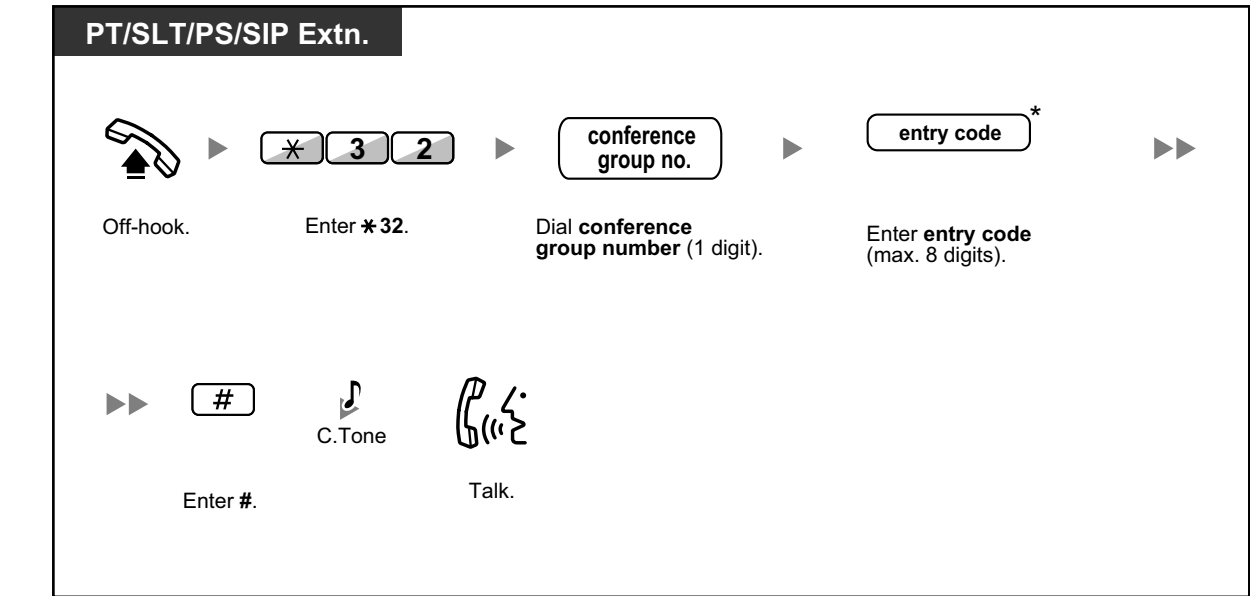 PT/SLT/PS/SIP Extn.
* 3 2
conference
group no.
entry code*
Off-hook.
Enter *32.
Dial conference
group number (1 digit).
Enter entry code
(max. 8 digits).
#
C.Tone
Enter #.
Talk.